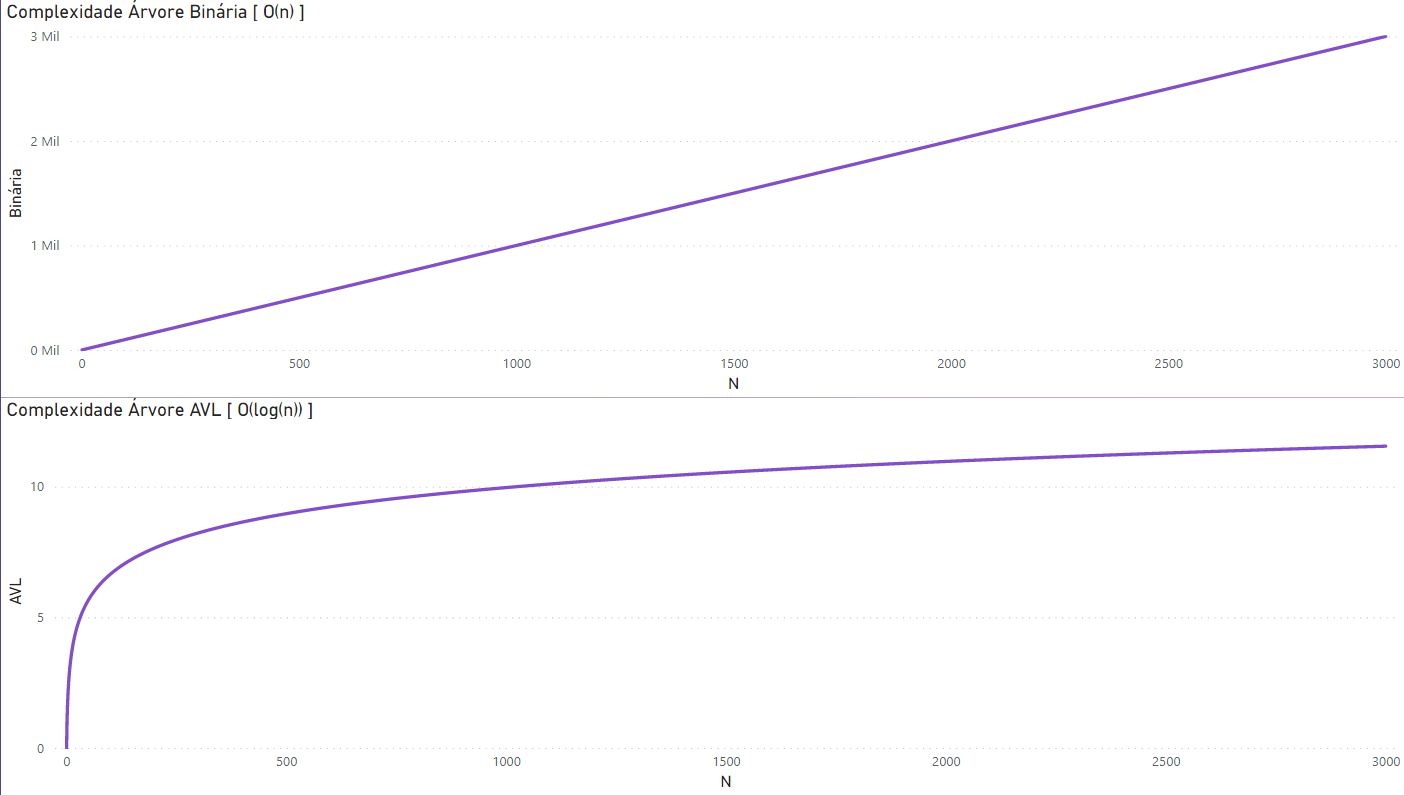 Complexidade Árvore Binária [ O(n) ]
3 Mil
2 Mil
1 Mil
0 Mil
Binária
0 500 1000 1500 2000 2500 3000
N
Complexidade Árvore AVL [ O(log(n)) ]
10
5
0
AVL
0 500 1000 1500 2000 2500 3000
N